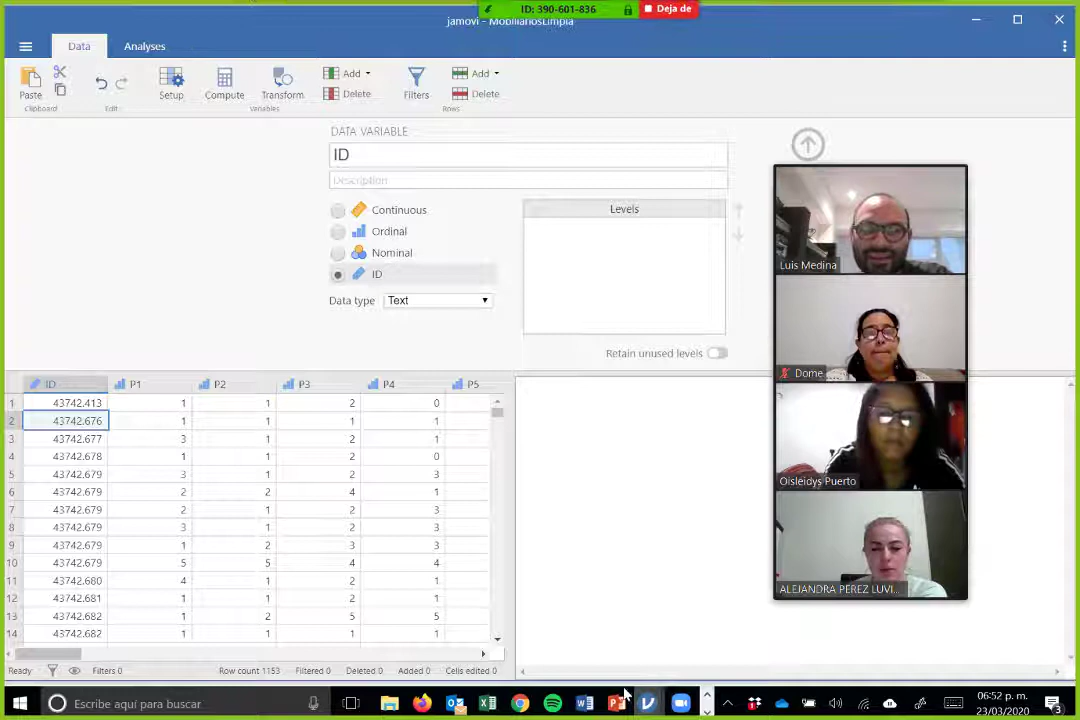 ID: 390-601-836
Deja de
jamovi - MobiliariosLimpia
Data
Analyses
Paste
Setup
Compute
Transform
Add
Delete
Filters
Add
Delete
Clipboard
Edit
Variables
Rows
DATA VARIABLE
ID
Description
Continuous
Ordinal
Nominal
ID
Data type
Text
Levels
Retain unused levels
Luis Medina
Dome
Oisleidys Puerto
ALEJANDRA PEREZ LUVI...
ID P1 P2 P3 P4 P5
1 43742.413 1 1 2 0
2 43742.676 1 1 1 1
3 43742.677 3 1 2 1
4 43742.678 1 1 2 0
5 43742.679 3 1 2 3
6 43742.679 2 2 4 1
7 43742.679 2 1 2 3
8 43742.679 3 1 2 3
9 43742.679 1 2 3 3
10 43742.679 5 5 4 4
11 43742.680 4 1 2 1
12 43742.681 1 1 2 1
13 43742.682 1 2 5 5
14 43742.682 1 1 1 1
Ready
Filters 0
Row count 1153
Filtered 0
Deleted 0
Added 0
Cells edited 0
Escribe aquí para buscar
06:52 p. m.
23/03/2020
3